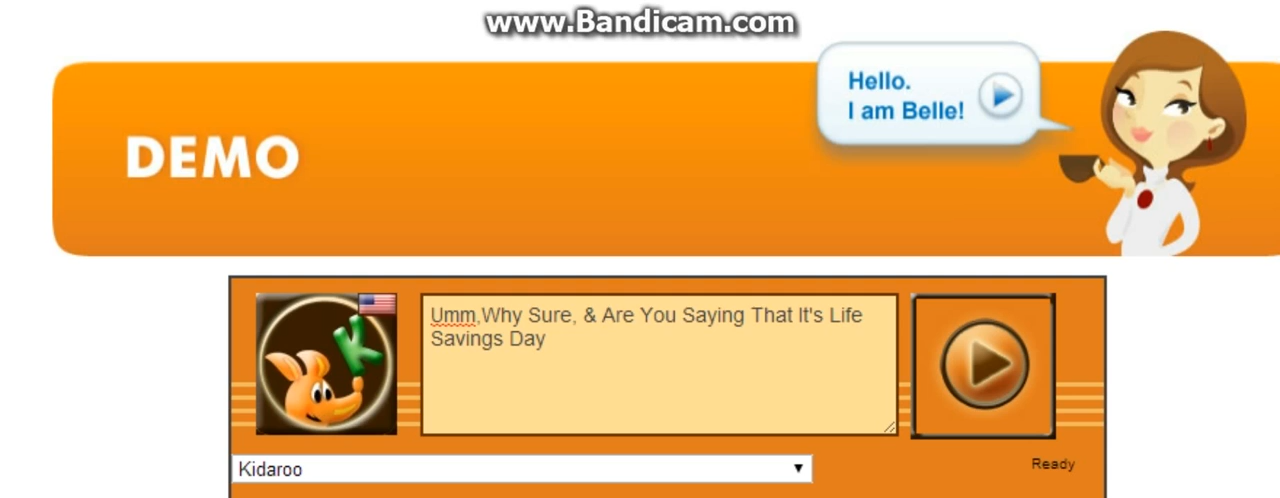 www.Bandicam.com
Hello.
I am Belle!
DEMO
K
Umm,Why Sure, & Are You Saying That It's Life
Savings Day
Kidaroo
Ready